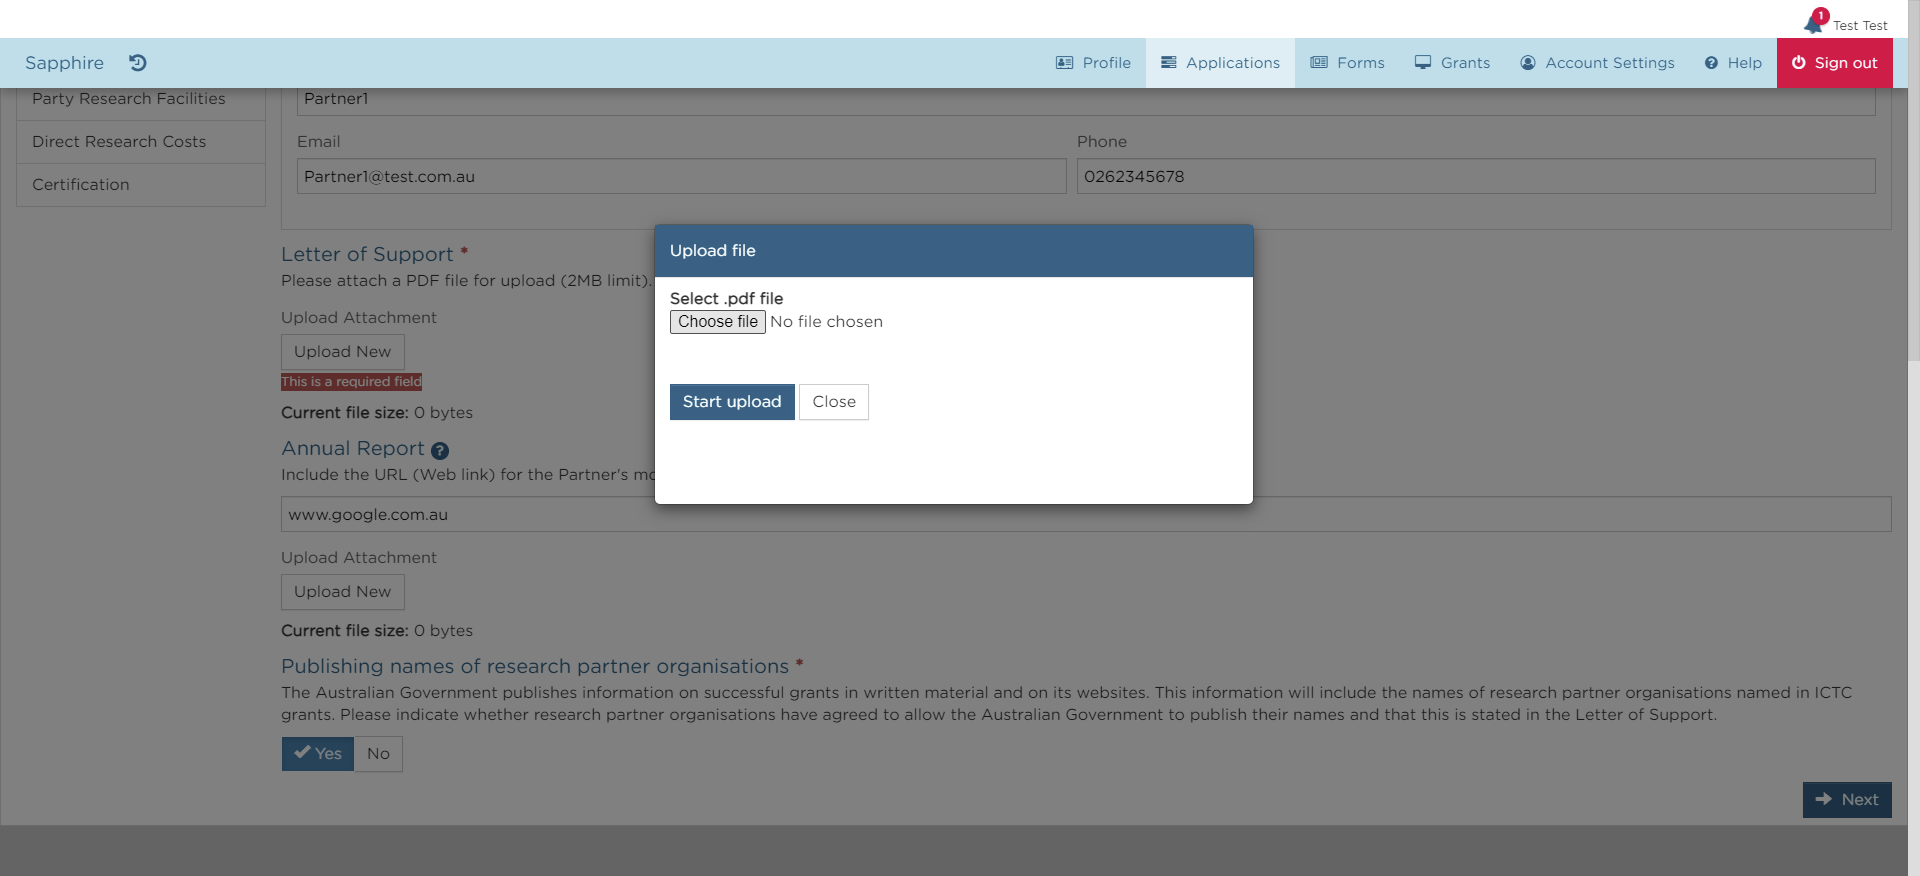 1
Test Test
Sapphire
Profile
Applications
Forms
Grants
Account Settings
Help
Sign out
Party Research Facilities
Direct Research Costs
Certification
Partner1
Email
Phone
Partner1@test.com.au
0262345678
Letter of Support *
Please attach a PDF file for upload (2MB limit).
Upload Attachment
Upload New
This is a required field
Current file size: 0 bytes
Annual Report ?
Include the URL (Web link) for the Partner's
www.google.com.au
Upload Attachment
Upload New
Current file size: 0 bytes
Publishing names of research partner organisations *
The Australian Government publishes information on successful grants in written material and on its websites. This information will include the names of research partner organisations named in ICTC
grants. Please indicate whether research partner organisations have agreed to allow the Australian Government to publish their names and that this is stated in the Letter of Support.
Yes
No
Next
Upload file
Select .pdf file
Choose file No file chosen
Start upload
Close